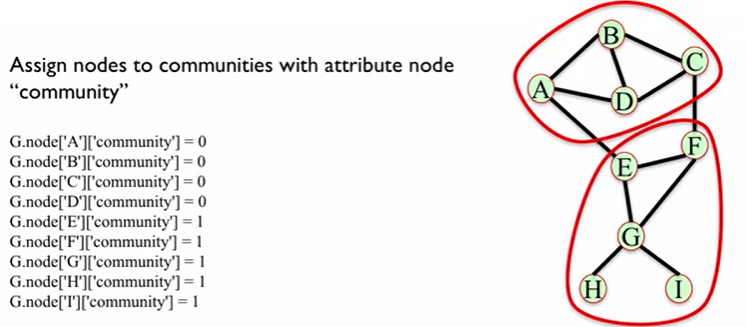 Assign nodes to communities with attribute node
“community”
G.node['A']['community'] = 0
G.node['B']['community'] = 0
G.node['C']['community'] = 0
G.node['D']['community'] = 0
G.node['E']['community'] = 1
G.node['F']['community'] = 1
G.node['G']['community'] = 1
G.node['H']['community'] = 1
G.node['I']['community'] = 1
B
C
A
D
F
E
G
H
I